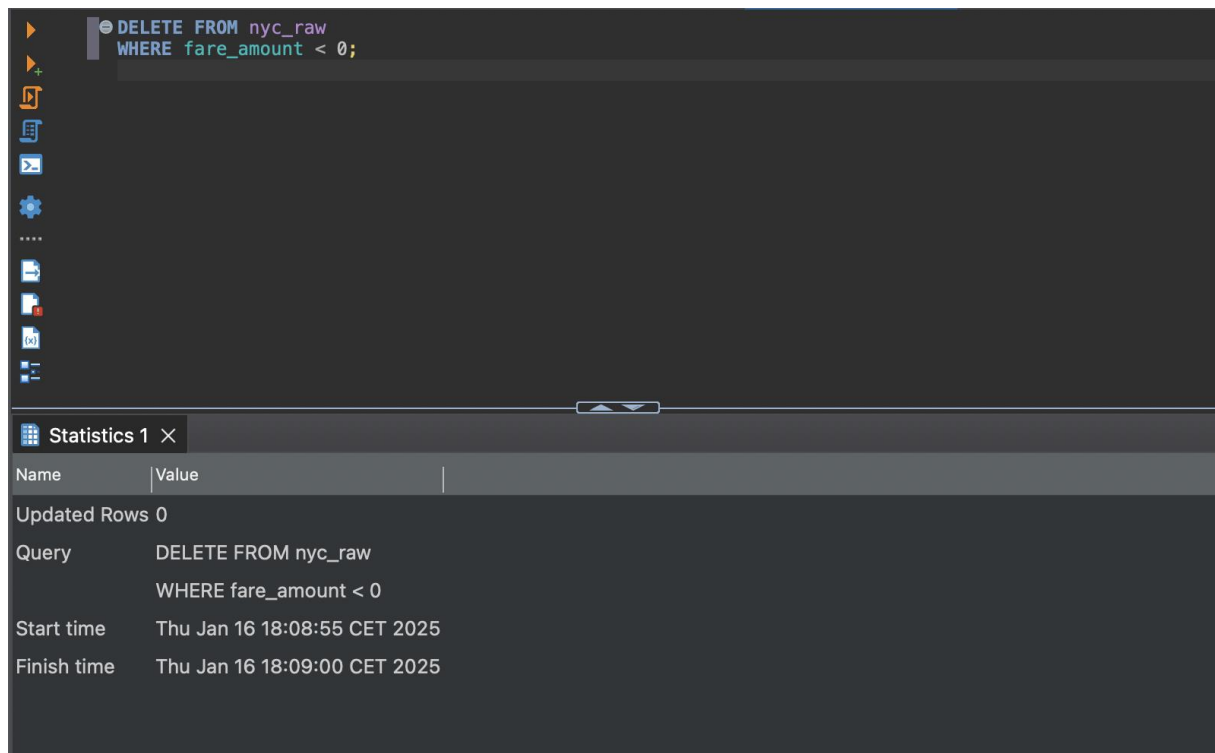 DELETE FROM nyc_raw
WHERE fare_amount < 0;
Statistics 1
Name Value
Updated Rows 0
Query DELETE FROM nyc_raw
WHERE fare_amount < 0
Start time Thu Jan 16 18:08:55 CET 2025
Finish time Thu Jan 16 18:09:00 CET 2025